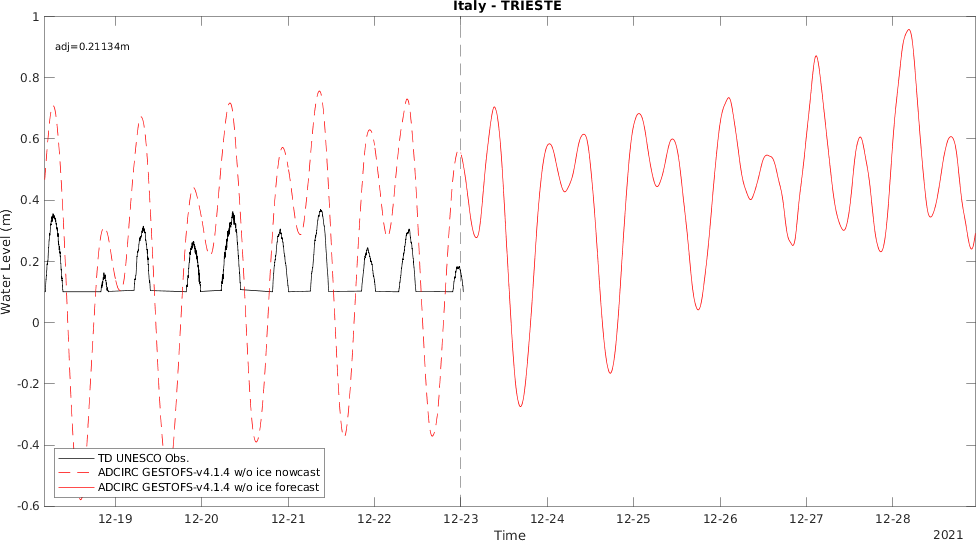 Italy - TRIESTE
adj=0.21134m
1
0.8
0.6
0.4
0.2
0
-0.2
-0.4
-0.6
Water Level (m)
TD UNESCO Obs.
ADCIRC GESTOFS-v4.1.4 w/o ice nowcast
ADCIRC GESTOFS-v4.1.4 w/o ice forecast
12-19 12-20 12-21 12-22 12-23 12-24 12-25 12-26 12-27 12-28
Time
2021